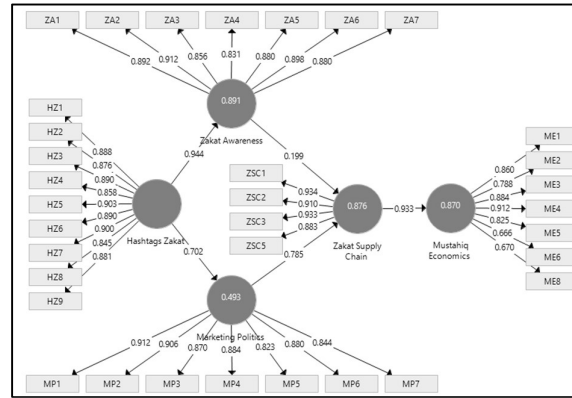 ZA1 ZA2 ZA3 ZA4 ZA5 ZA6 ZA7
0.892 0.912 0.856 0.831 0.880 0.898 0.880
0.891
Zakat Awareness
HZ1
HZ2
HZ3
HZ4
HZ5
HZ6
HZ7
HZ8
HZ9
0.888
0.876
0.890
0.858
0.903
0.890
0.900
0.845
0.881
Hashtags Zakat
0.944
0.702
0.199
0.785
ZSC1
ZSC2
ZSC3
ZSC5
0.934
0.910
0.933
0.883
0.876
Zakat Supply
Chain
0.933
0.870
Mustahiq
Economics
0.860
0.788
0.884
0.912
0.825
0.666
0.670
ME1
ME2
ME3
ME4
ME5
ME6
ME8
0.493
Marketing Politics
0.912 0.906 0.870 0.884 0.823 0.880 0.844
MP1 MP2 MP3 MP4 MP5 MP6 MP7